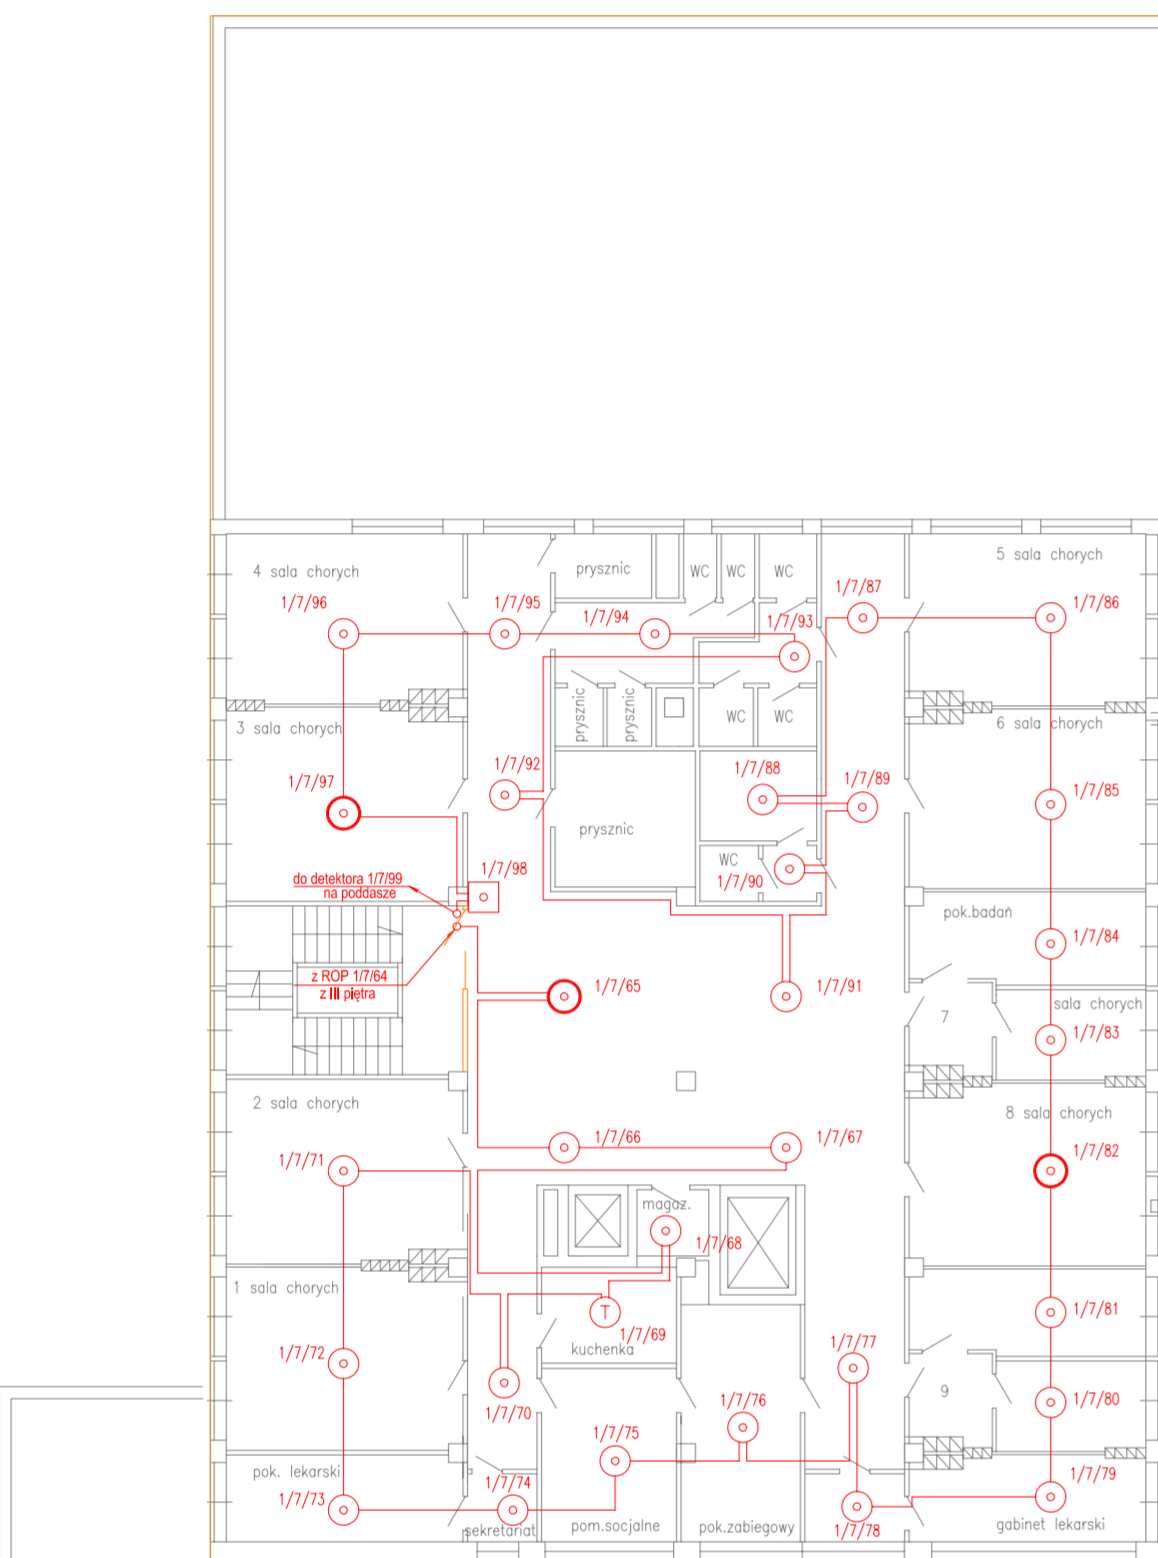 5 sala chorych
4 sala chorych
prysznic
WC
WC
WC
1/7/96
1/7/95
1/7/94
1/7/93
1/7/87
1/7/86
3 sala chorych
prysznic
prysznic
WC
WC
6 sala chorych
1/7/97
1/7/92
1/7/88
1/7/89
1/7/85
prysznic
WC
1/7/98
1/7/90
do detektora 1/7/99
na poddasze
pok.badań
1/7/84
z ROP 1/7/64
z III piętra
1/7/65
1/7/91
7
sala chorych
1/7/83
2 sala chorych
8 sala chorych
1/7/66
1/7/67
1/7/71
1/7/82
magaz.
1/7/68
1 sala chorych
T
1/7/69
kuchenka
1/7/81
1/7/72
1/7/77
1/7/70
1/7/76
9
1/7/80
1/7/75
pok. lekarski
1/7/74
1/7/79
1/7/73
sekretariat
pom.socjalne
pok.zabiegowy
1/7/78
gabinet lekarski